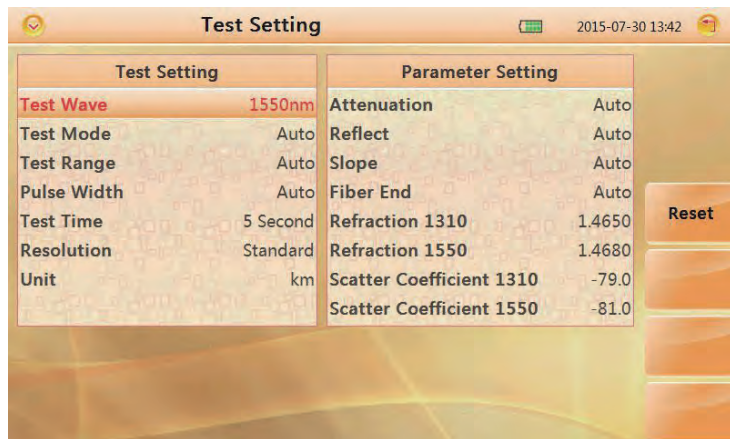 Test Setting 2015-07-30 13:42
Test Setting
Test Wave 1550nm
Test Mode Auto
Test Range Auto
Pulse Width Auto
Test Time 5 Second
Resolution Standard
Unit km
Parameter Setting
Attenuation Auto
Reflect Auto
Slope Auto
Fiber End Auto
Refraction 1310 1.4650
Refraction 1550 1.4680
Scatter Coefficient 1310 -79.0
Scatter Coefficient 1550 -81.0
Reset